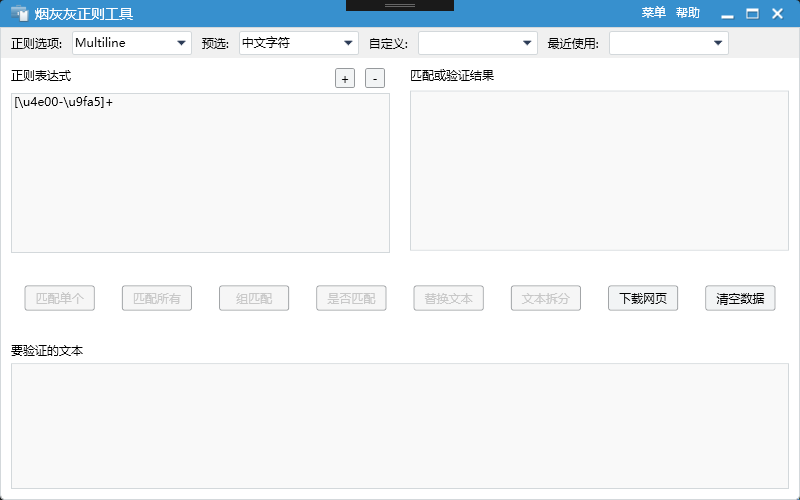 烟灰灰正则工具 菜单 帮助
正则选项: Multiline 预选: 中文字符 自定义: 最近使用:
正则表达式 + - 匹配或验证结果
[\u4e00-\u9fa5]+
匹配单个 匹配所有 组匹配 是否匹配 替换文本 文本拆分 下载网页 清空数据
要验证的文本